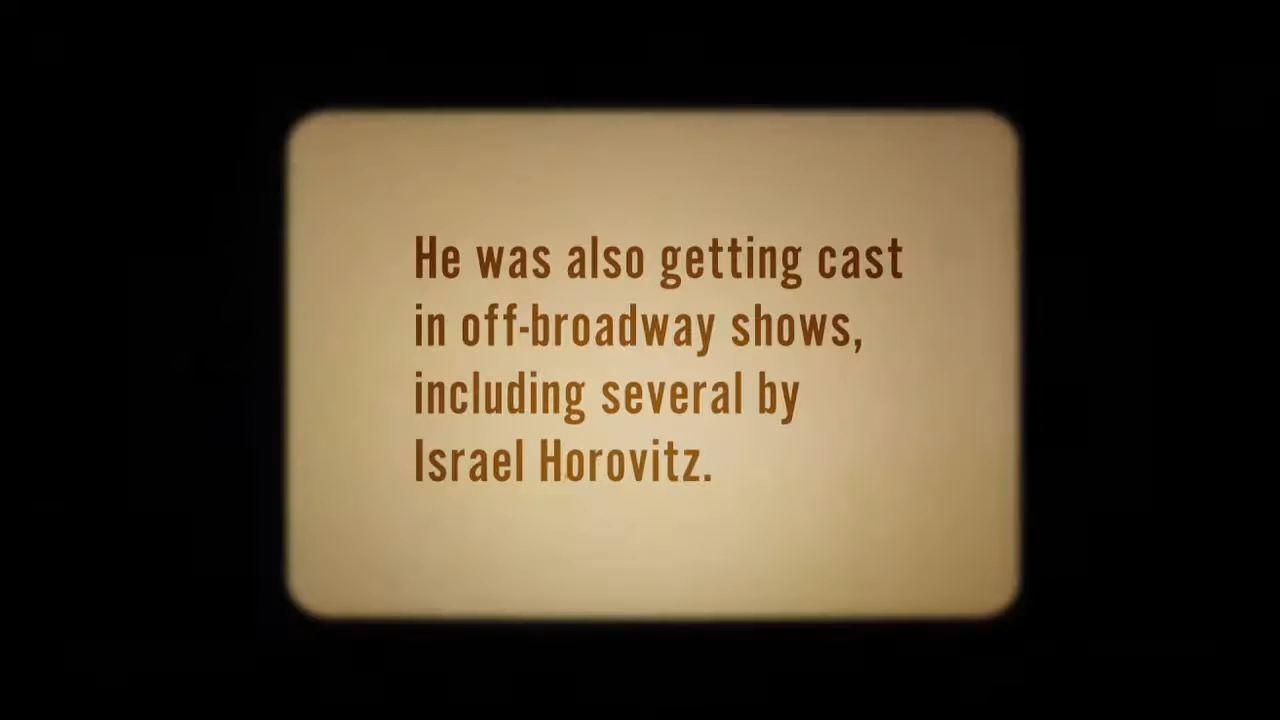 He was also getting cast
in off-broadway shows,
including several by
Israel Horovitz.